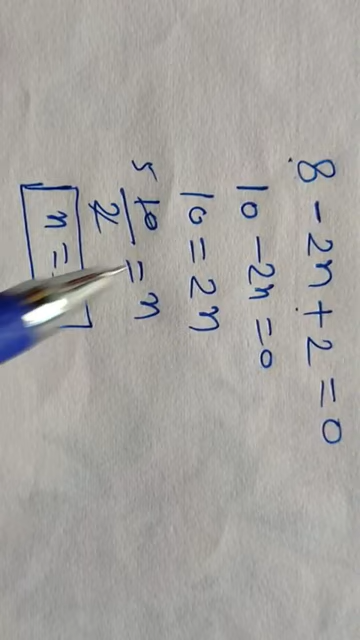 8 - 2n + 2 = 0
10 - 2n = 0
10 = 2n
5 10/2 = n
n =